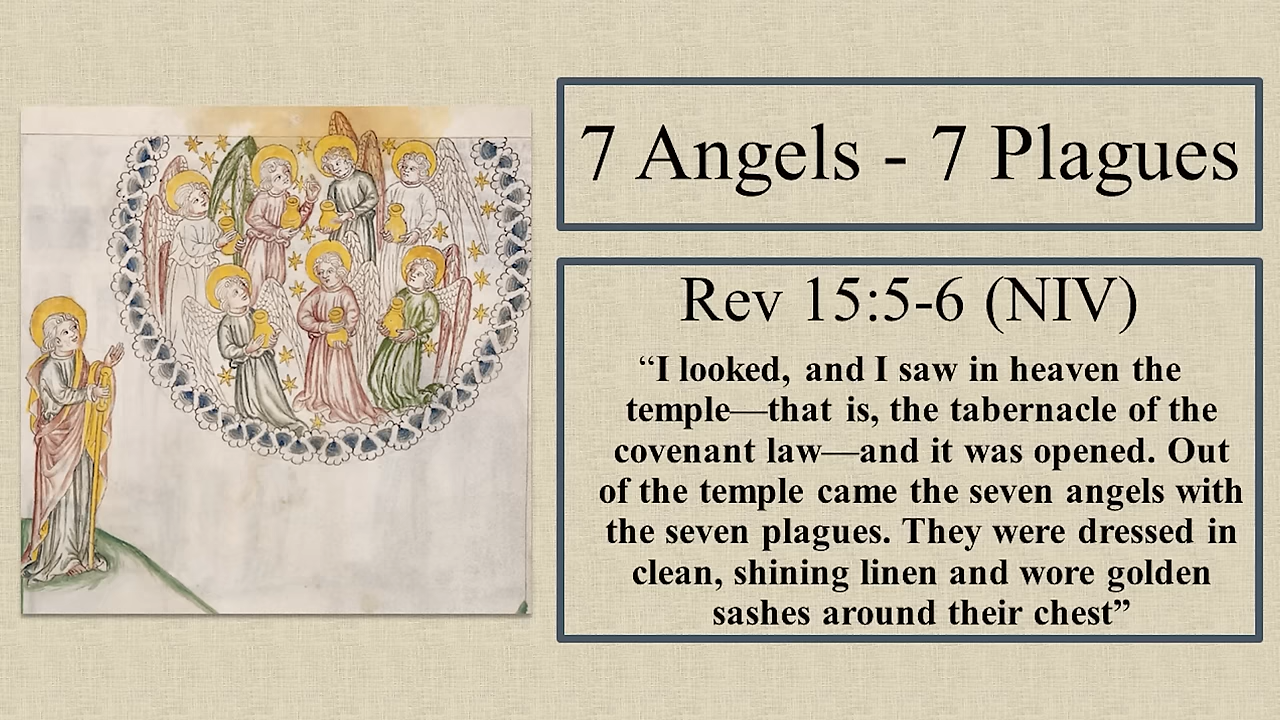 7 Angels - 7 Plagues
Rev 15:5-6 (NIV)
“I looked, and I saw in heaven the
temple—that is, the tabernacle of the
covenant law—and it was opened. Out
of the temple came the seven angels with
the seven plagues. They were dressed in
clean, shining linen and wore golden
sashes around their chest”